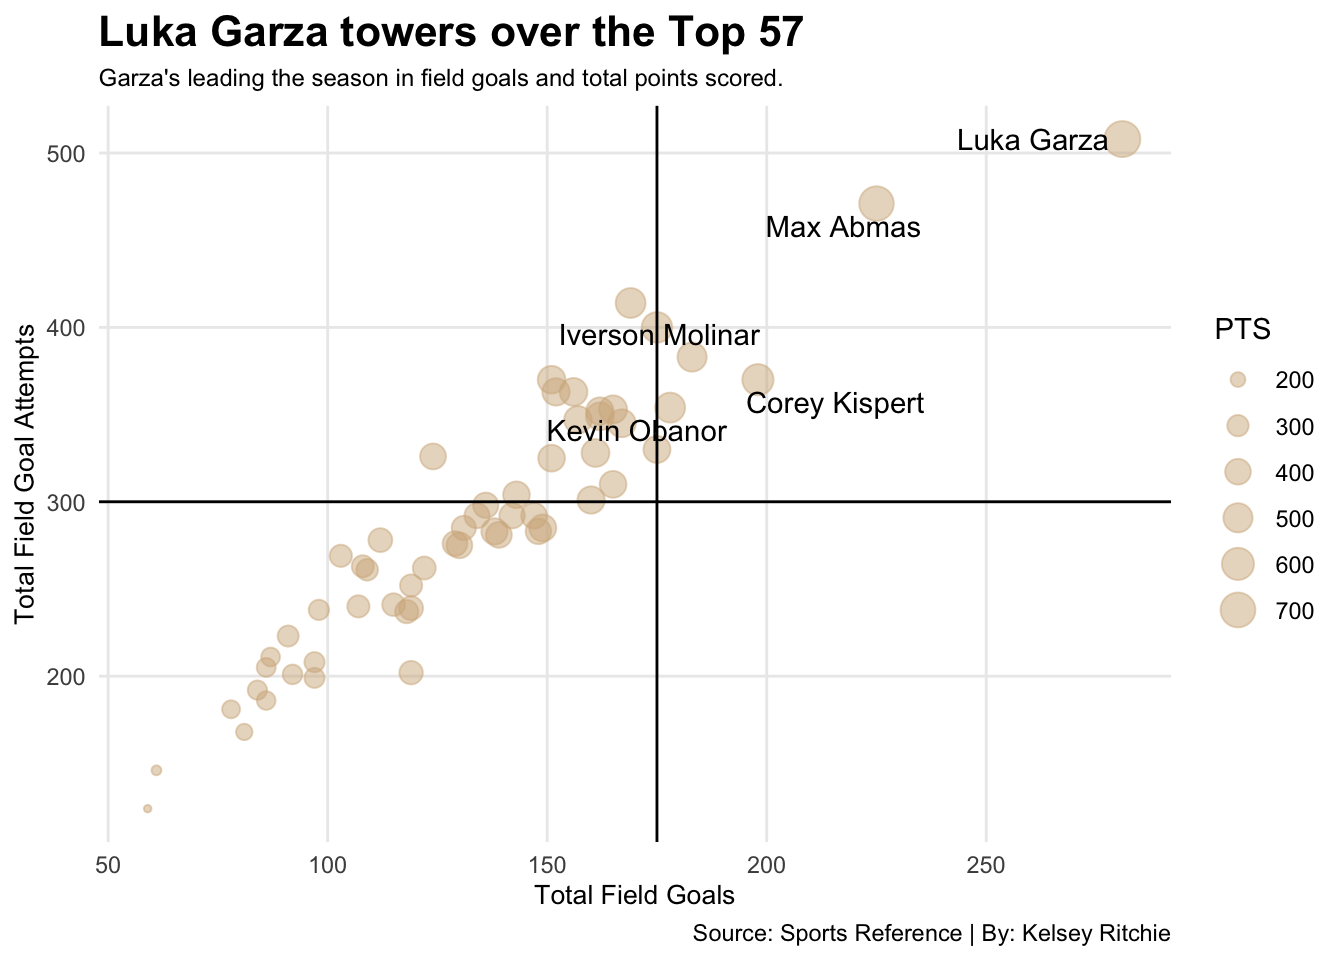 Luka Garza towers over the Top 57
Garza's leading the season in field goals and total points scored.
Total Field Goal Attempts
500
400
300
200
Luka Garza
Max Abmas
Iverson Molinar
Corey Kispert
Kevin Obanor
50
100
150
200
250
Total Field Goals
PTS
200
300
400
500
600
700
Source: Sports Reference | By: Kelsey Ritchie